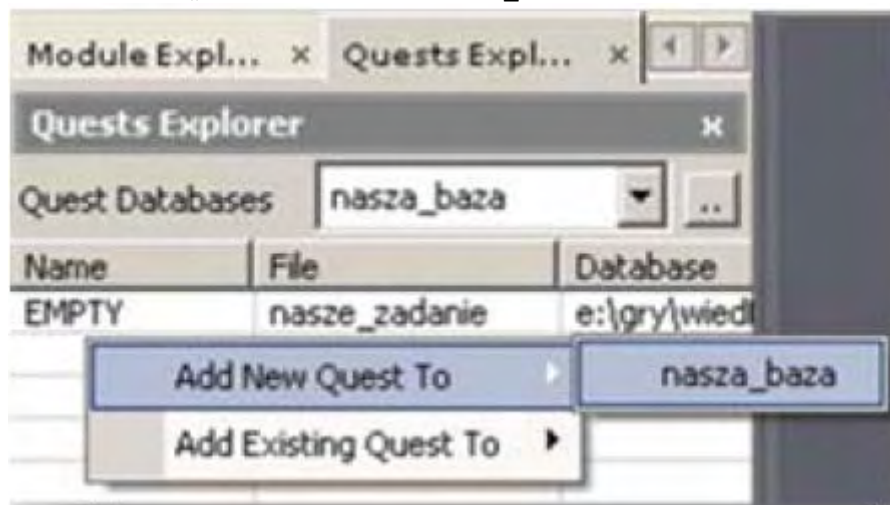 Module Expl... × Quests Expl... ×
Quests Explorer ×
Quest Databases nasza_baza ..
Name File Database
EMPTY nasze_zadanie e:\gry\wied
Add New Quest To nasza_baza
Add Existing Quest To